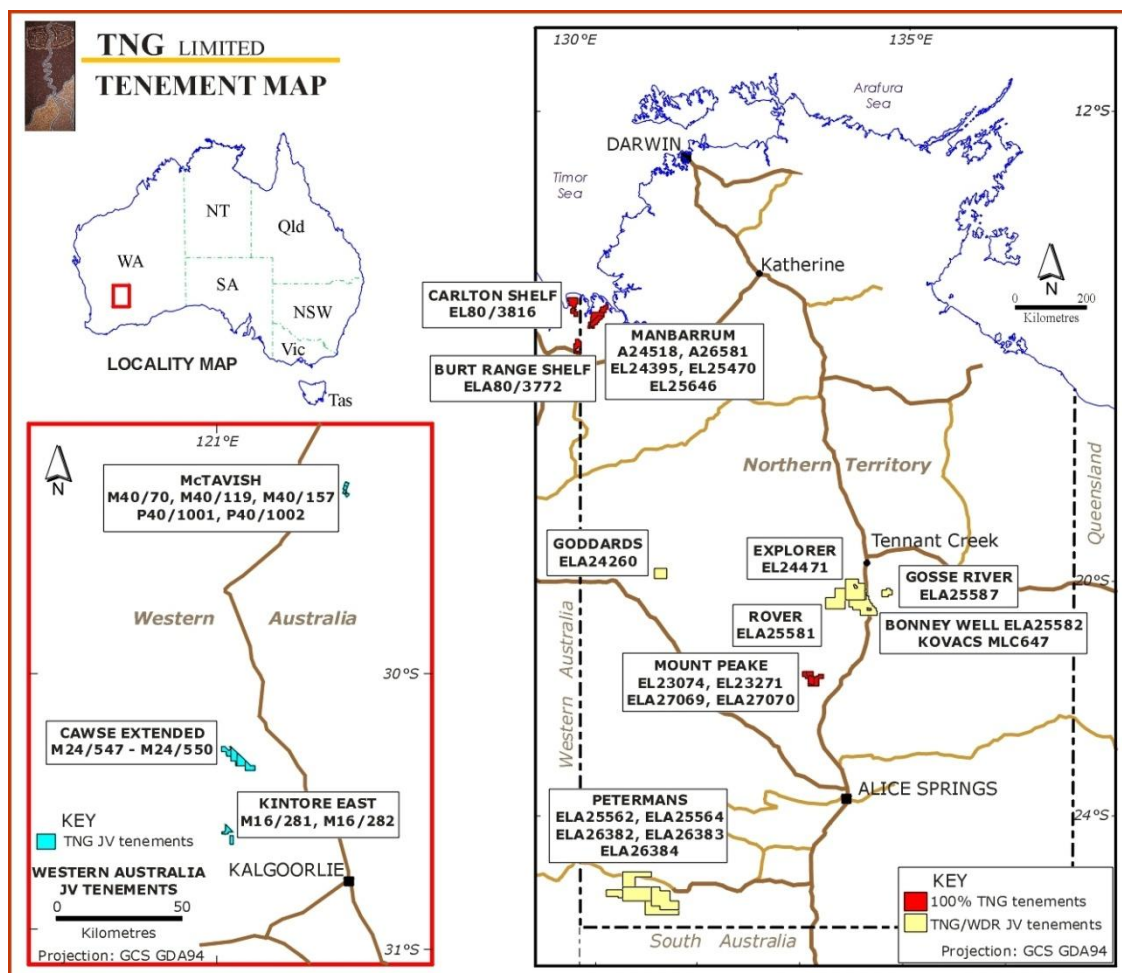 TNG LIMITED
TENEMENT MAP
NT
Qld
WA
SA
NSW
Vic
Tas
LOCALITY MAP
121°E
N
McTAVISH
M40/70, M40/119, M40/157
P40/1001, P40/1002
Western Australia
30°S
CAWSE EXTENDED
M24/547 - M24/550
KINTORE EAST
M16/281, M16/282
KEY
TNG JV tenements
WESTERN AUSTRALIA
JV TENEMENTS
0 50
Kilometres
Projection: GCS GDA94
KALGOORLIE
31°S
130°E
135°E
12°S
Arafura
Sea
DARWIN
Timor
Sea
Katherine
N
0 200
Kilometres
CARLTON SHELF
EL80/3816
MANBARRUM
A24518, A26581
EL24395, EL25470
EL25646
BURT RANGE SHELF
ELA80/3772
Northern Territory
Queensland
Tennant Creek
GODDARDS
ELA24260
EXPLORER
EL24471
20°S
GOSSE RIVER
ELA25587
ROVER
ELA25581
BONNEY WELL ELA25582
KOVACS MLC647
Western Australia
MOUNT PEAKE
EL23074, EL23271
ELA27069, ELA27070
ALICE SPRINGS
24°S
PETERMANS
ELA25562, ELA25564
ELA26382, ELA26383
ELA26384
South Australia
KEY
100% TNG tenements
TNG/WDR JV tenements
Projection: GCS GDA94